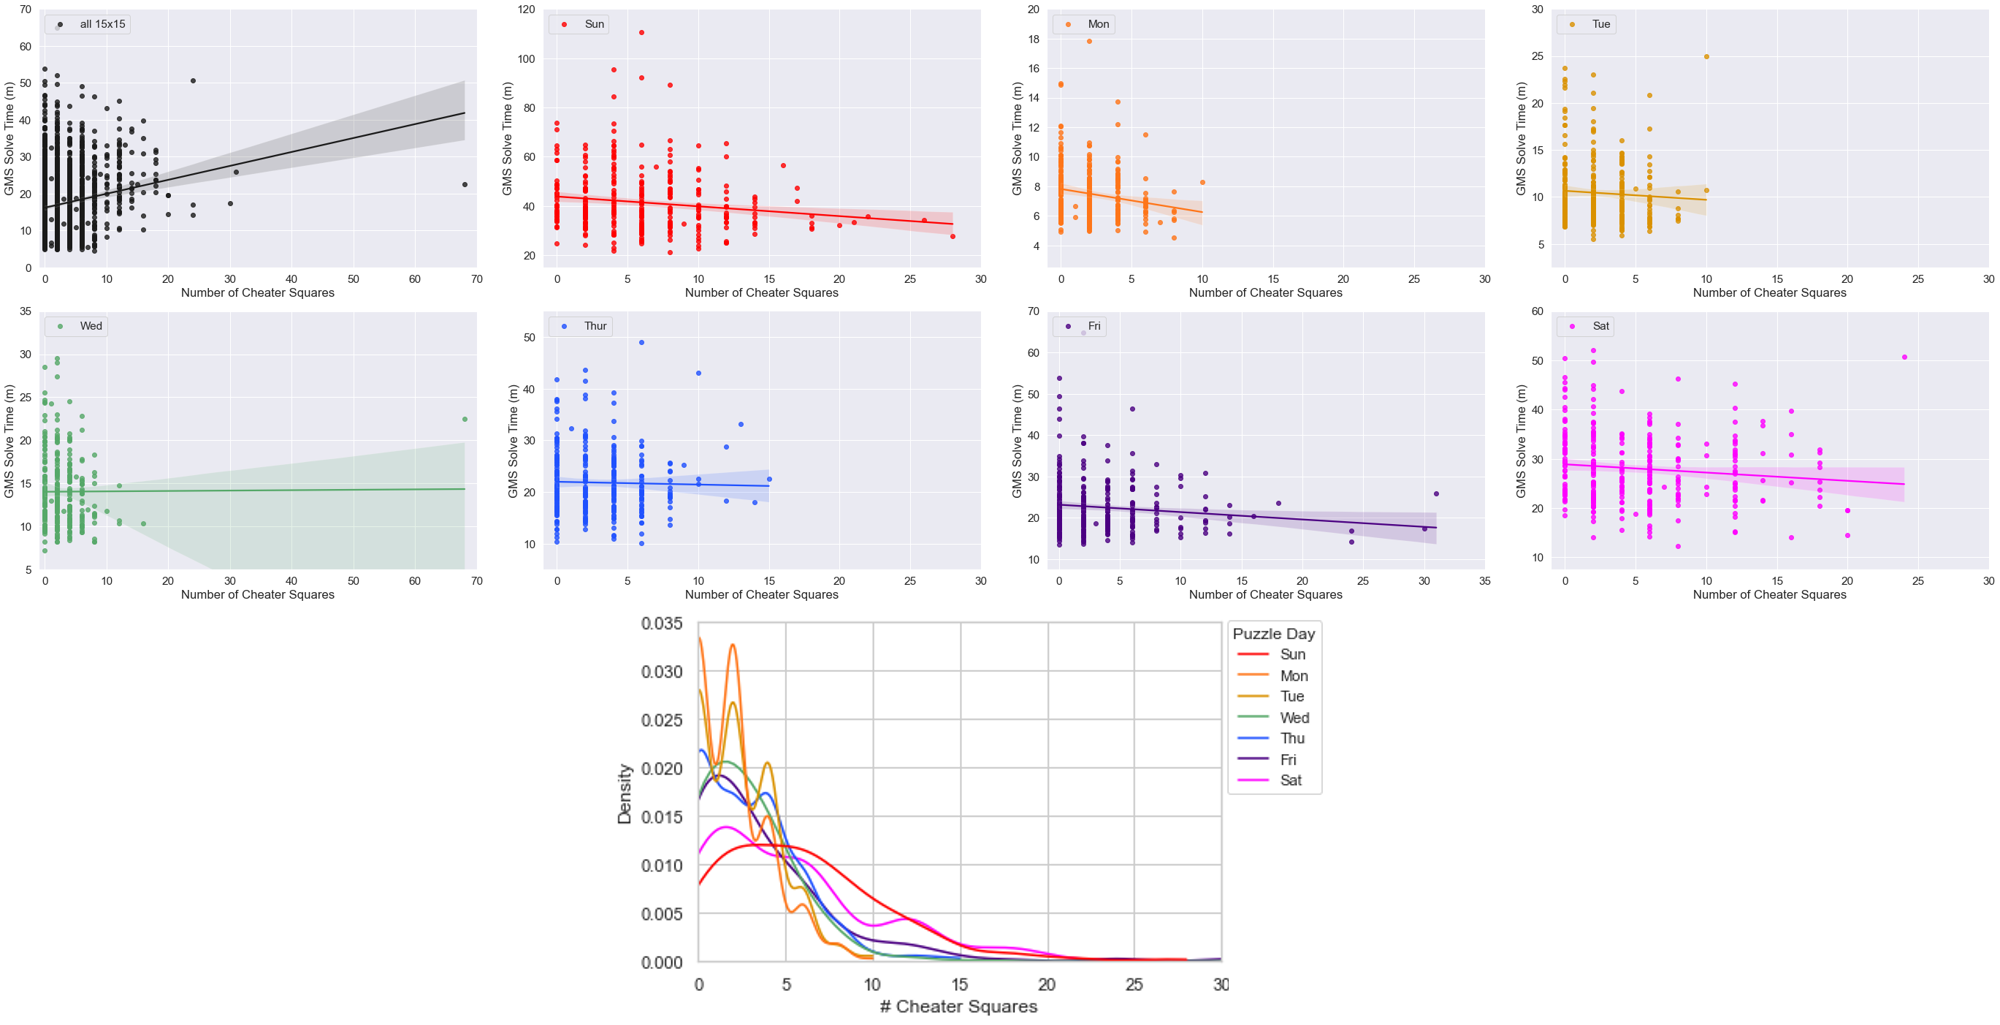 all 15x15
GMS Solve Time (m)
70
60
50
40
30
20
10
0
0 10 20 30 40 50 60 70
Number of Cheater Squares
Sun
GMS Solve Time (m)
120
100
80
60
40
20
0 5 10 15 20 25 30
Number of Cheater Squares
Mon
GMS Solve Time (m)
20
18
16
14
12
10
8
6
4
0 5 10 15 20 25 30
Number of Cheater Squares
Tue
GMS Solve Time (m)
30
25
20
15
10
5
0 5 10 15 20 25 30
Number of Cheater Squares
Wed
GMS Solve Time (m)
35
30
25
20
15
10
5
0 10 20 30 40 50 60 70
Number of Cheater Squares
Thur
GMS Solve Time (m)
50
40
30
20
10
0 5 10 15 20 25 30
Number of Cheater Squares
Fri
GMS Solve Time (m)
70
60
50
40
30
20
10
0 5 10 15 20 25 30 35
Number of Cheater Squares
Sat
GMS Solve Time (m)
60
50
40
30
20
10
0 5 10 15 20 25 30
Number of Cheater Squares
Density
0.035
0.030
0.025
0.020
0.015
0.010
0.005
0.000
0 5 10 15 20 25 30
# Cheater Squares
Puzzle Day
Sun
Mon
Tue
Wed
Thu
Fri
Sat